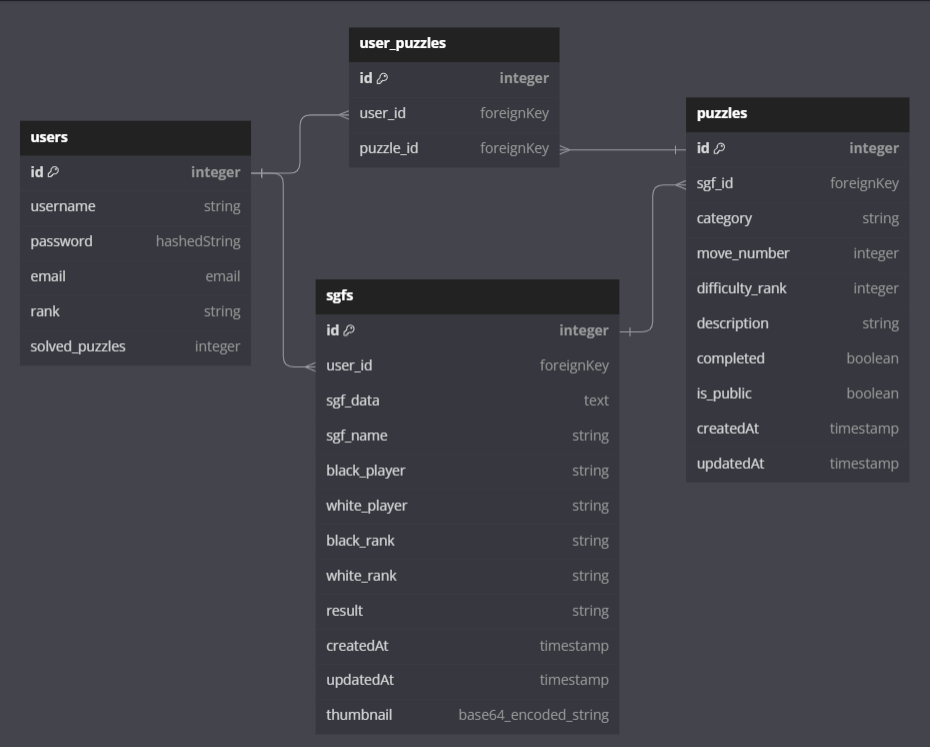 user_puzzles
id integer
user_id foreignKey
puzzle_id foreignKey
users
id integer
username string
password hashedString
email email
rank string
solved_puzzles integer
puzzles
id integer
sgf_id foreignKey
category string
move_number integer
difficulty_rank integer
description string
completed boolean
is_public boolean
createdAt timestamp
updatedAt timestamp
sgfs
id integer
user_id foreignKey
sgf_data text
sgf_name string
black_player string
white_player string
black_rank string
white_rank string
result string
createdAt timestamp
updatedAt timestamp
thumbnail base64_encoded_string